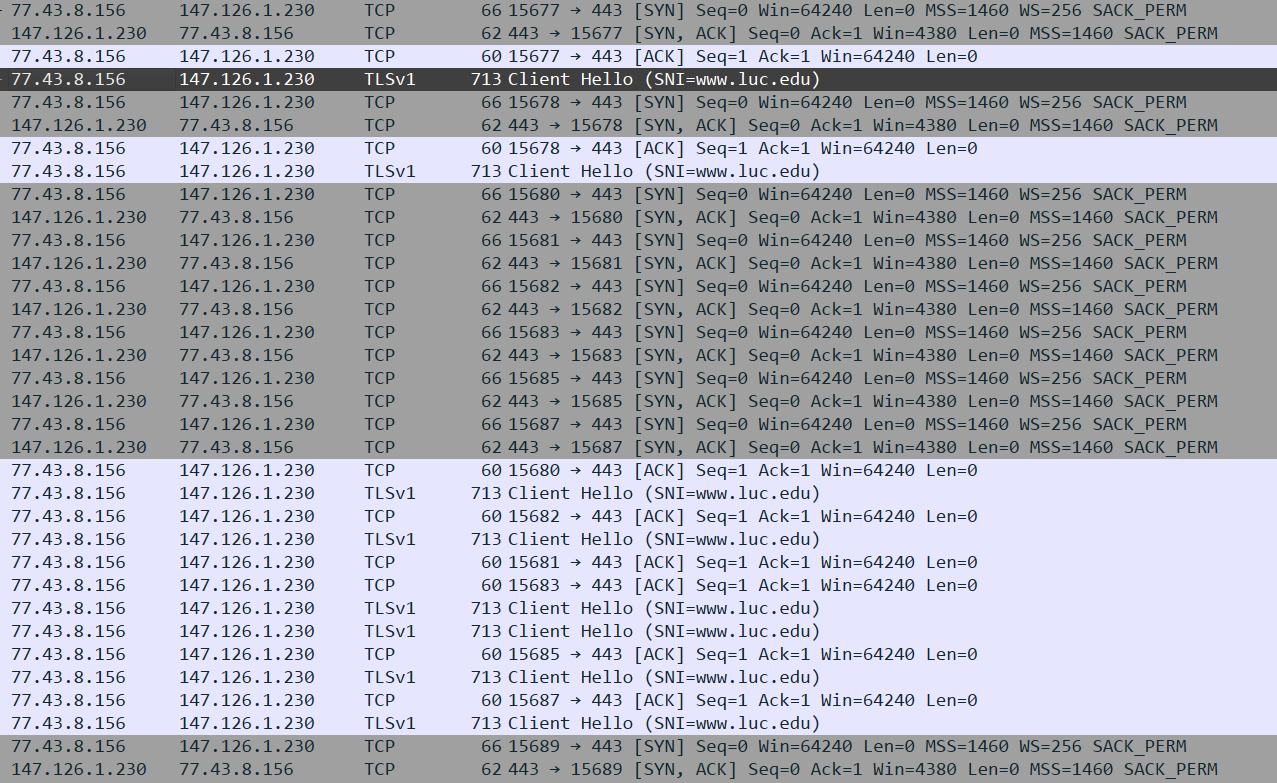 77.43.8.156 147.126.1.230 TCP 66 15677 → 443 [SYN] Seq=0 Win=64240 Len=0 MSS=1460 WS=256 SACK_PERM
147.126.1.230 77.43.8.156 TCP 62 443 → 15677 [SYN, ACK] Seq=0 Ack=1 Win=4380 Len=0 MSS=1460 SACK_PERM
77.43.8.156 147.126.1.230 TCP 60 15677 → 443 [ACK] Seq=1 Ack=1 Win=64240 Len=0
77.43.8.156 147.126.1.230 TLSv1 713 Client Hello (SNI=www.luc.edu)
77.43.8.156 147.126.1.230 TCP 66 15678 → 443 [SYN] Seq=0 Win=64240 Len=0 MSS=1460 WS=256 SACK_PERM
147.126.1.230 77.43.8.156 TCP 62 443 → 15678 [SYN, ACK] Seq=0 Ack=1 Win=4380 Len=0 MSS=1460 SACK_PERM
77.43.8.156 147.126.1.230 TCP 60 15678 → 443 [ACK] Seq=1 Ack=1 Win=64240 Len=0
77.43.8.156 147.126.1.230 TLSv1 713 Client Hello (SNI=www.luc.edu)
77.43.8.156 147.126.1.230 TCP 66 15680 → 443 [SYN] Seq=0 Win=64240 Len=0 MSS=1460 WS=256 SACK_PERM
147.126.1.230 77.43.8.156 TCP 62 443 → 15680 [SYN, ACK] Seq=0 Ack=1 Win=4380 Len=0 MSS=1460 SACK_PERM
77.43.8.156 147.126.1.230 TCP 66 15681 → 443 [SYN] Seq=0 Win=64240 Len=0 MSS=1460 WS=256 SACK_PERM
147.126.1.230 77.43.8.156 TCP 62 443 → 15681 [SYN, ACK] Seq=0 Ack=1 Win=4380 Len=0 MSS=1460 SACK_PERM
77.43.8.156 147.126.1.230 TCP 66 15682 → 443 [SYN] Seq=0 Win=64240 Len=0 MSS=1460 WS=256 SACK_PERM
147.126.1.230 77.43.8.156 TCP 62 443 → 15682 [SYN, ACK] Seq=0 Ack=1 Win=4380 Len=0 MSS=1460 SACK_PERM
77.43.8.156 147.126.1.230 TCP 66 15683 → 443 [SYN] Seq=0 Win=64240 Len=0 MSS=1460 WS=256 SACK_PERM
147.126.1.230 77.43.8.156 TCP 62 443 → 15683 [SYN, ACK] Seq=0 Ack=1 Win=4380 Len=0 MSS=1460 SACK_PERM
77.43.8.156 147.126.1.230 TCP 66 15685 → 443 [SYN] Seq=0 Win=64240 Len=0 MSS=1460 WS=256 SACK_PERM
147.126.1.230 77.43.8.156 TCP 62 443 → 15685 [SYN, ACK] Seq=0 Ack=1 Win=4380 Len=0 MSS=1460 SACK_PERM
77.43.8.156 147.126.1.230 TCP 66 15687 → 443 [SYN] Seq=0 Win=64240 Len=0 MSS=1460 WS=256 SACK_PERM
147.126.1.230 77.43.8.156 TCP 62 443 → 15687 [SYN, ACK] Seq=0 Ack=1 Win=4380 Len=0 MSS=1460 SACK_PERM
77.43.8.156 147.126.1.230 TCP 60 15680 → 443 [ACK] Seq=1 Ack=1 Win=64240 Len=0
77.43.8.156 147.126.1.230 TLSv1 713 Client Hello (SNI=www.luc.edu)
77.43.8.156 147.126.1.230 TCP 60 15682 → 443 [ACK] Seq=1 Ack=1 Win=64240 Len=0
77.43.8.156 147.126.1.230 TLSv1 713 Client Hello (SNI=www.luc.edu)
77.43.8.156 147.126.1.230 TCP 60 15681 → 443 [ACK] Seq=1 Ack=1 Win=64240 Len=0
77.43.8.156 147.126.1.230 TCP 60 15683 → 443 [ACK] Seq=1 Ack=1 Win=64240 Len=0
77.43.8.156 147.126.1.230 TLSv1 713 Client Hello (SNI=www.luc.edu)
77.43.8.156 147.126.1.230 TLSv1 713 Client Hello (SNI=www.luc.edu)
77.43.8.156 147.126.1.230 TCP 60 15685 → 443 [ACK] Seq=1 Ack=1 Win=64240 Len=0
77.43.8.156 147.126.1.230 TLSv1 713 Client Hello (SNI=www.luc.edu)
77.43.8.156 147.126.1.230 TCP 60 15687 → 443 [ACK] Seq=1 Ack=1 Win=64240 Len=0
77.43.8.156 147.126.1.230 TLSv1 713 Client Hello (SNI=www.luc.edu)
77.43.8.156 147.126.1.230 TCP 66 15689 → 443 [SYN] Seq=0 Win=64240 Len=0 MSS=1460 WS=256 SACK_PERM
147.126.1.230 77.43.8.156 TCP 62 443 → 15689 [SYN, ACK] Seq=0 Ack=1 Win=4380 Len=0 MSS=1460 SACK_PERM